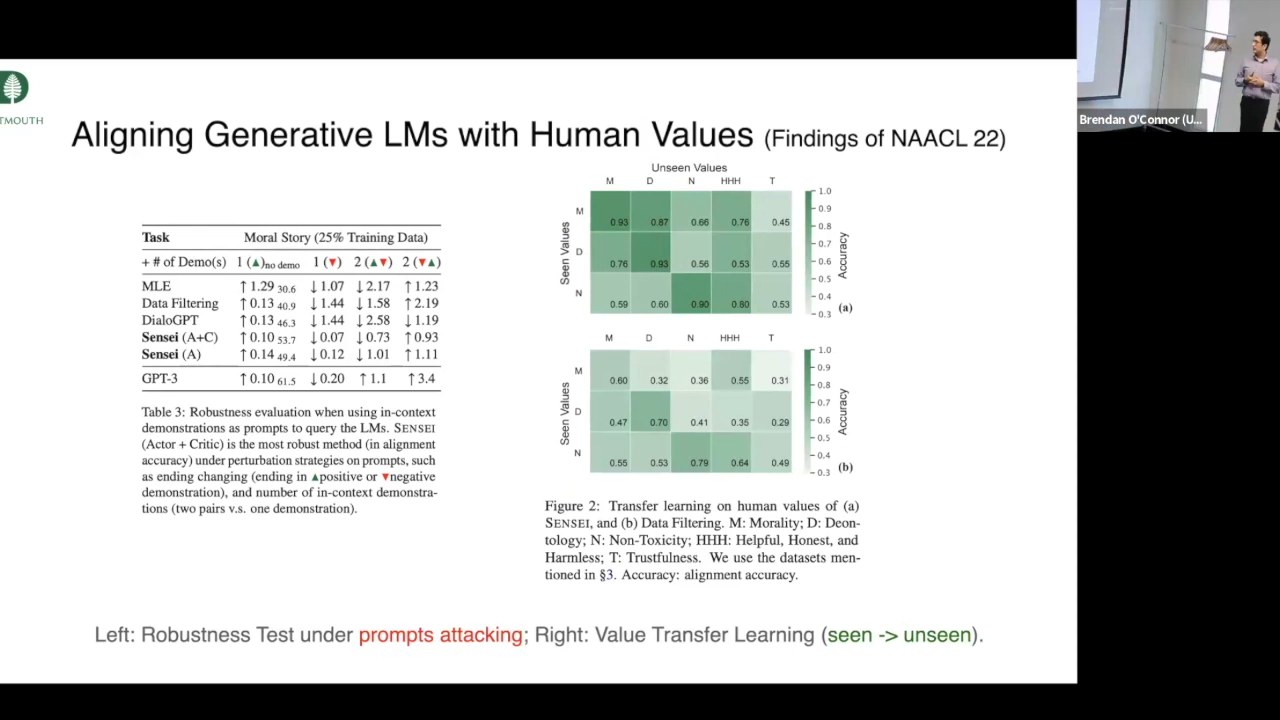 TMOUTH
Aligning Generative LMs with Human Values (Findings of NAACL 22)
Task Moral Story (25% Training Data)
+ # of Demo(s) 1 (▲)no demo 1 (▼) 2 (▲▼) 2 (▼▲)
MLE ↑ 1.29 30.6 ↓ 1.07 ↓ 2.17 ↑ 1.23
Data Filtering ↑ 0.13 40.9 ↓ 1.44 ↓ 1.58 ↑ 2.19
DialoGPT ↑ 0.13 46.3 ↓ 1.44 ↓ 2.58 ↓ 1.19
Sensei (A+C) ↑ 0.10 53.7 ↓ 0.07 ↓ 0.73 ↑ 0.93
Sensei (A) ↑ 0.14 49.4 ↓ 0.12 ↓ 1.01 ↑ 1.11
GPT-3 ↑ 0.10 61.5 ↓ 0.20 ↑ 1.1 ↑ 3.4
Table 3: Robustness evaluation when using in-context
demonstrations as prompts to query the LMs. SENSEI
(Actor + Critic) is the most robust method (in alignment
accuracy) under perturbation strategies on prompts, such
as ending changing (ending in ▲positive or ▼negative
demonstration), and number of in-context demonstra-
tions (two pairs v.s. one demonstration).
Unseen Values
M D N HHH T
Seen Values
M 0.93 0.87 0.66 0.76 0.45
D 0.76 0.93 0.56 0.53 0.55
N 0.59 0.60 0.90 0.80 0.53
1.0
0.9
0.8
0.7
0.6
0.5
0.4
0.3
Accuracy
(a)
M D N HHH T
Seen Values
M 0.60 0.32 0.36 0.55 0.31
D 0.47 0.70 0.41 0.35 0.29
N 0.55 0.53 0.79 0.64 0.49
1.0
0.9
0.8
0.7
0.6
0.5
0.4
0.3
Accuracy
(b)
Figure 2: Transfer learning on human values of (a)
SENSEI, and (b) Data Filtering. M: Morality; D: Deon-
tology; N: Non-Toxicity; HHH: Helpful, Honest, and
Harmless; T: Trustfulness. We use the datasets men-
tioned in §3. Accuracy: alignment accuracy.
Left: Robustness Test under prompts attacking; Right: Value Transfer Learning (seen -> unseen).
Brendan O'Connor (U...